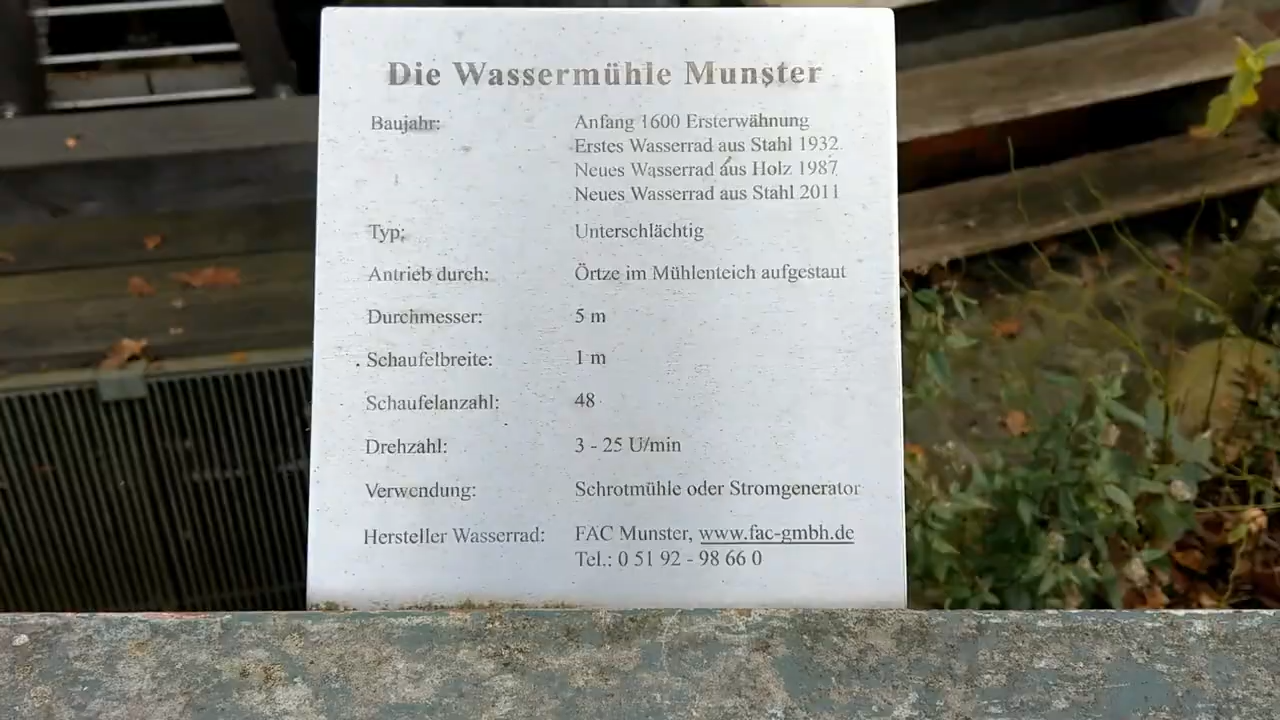 Die Wassermühle Munster
Baujahr: Anfang 1600 Ersterwähnung
Erstes Wasserrad aus Stahl 1932
Neues Wasserrad aus Holz 1987
Neues Wasserrad aus Stahl 2011
Typ: Unterschlächtig
Antrieb durch: Örtze im Mühlenteich aufgestaut
Durchmesser: 5 m
Schaufelbreite: 1 m
Schaufelanzahl: 48
Drehzahl: 3 - 25 U/min
Verwendung: Schrotmühle oder Stromgenerator
Hersteller Wasserrad: FAC Munster, www.fac-gmbh.de
Tel.: 0 51 92 - 98 66 0